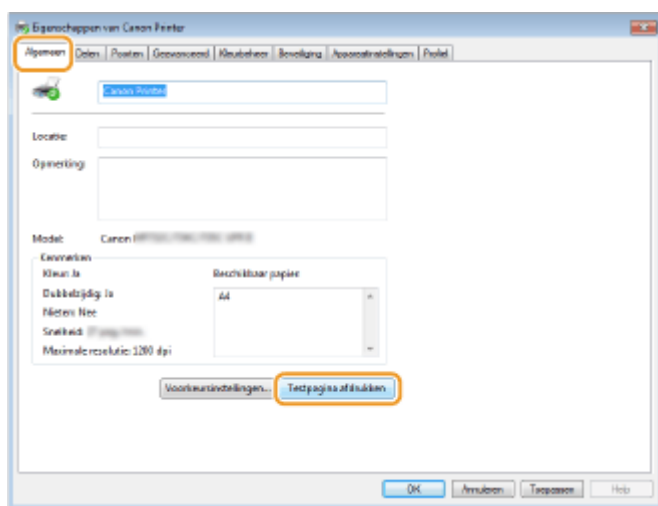 Eigenschappen van Canon Printer
Algemeen Delen Poorten Geavanceerd Kleurbeheer Beveiliging Apparaatinstellingen Profiel
Canon Printer
Locatie:
Opmerking:
Model: Canon
Kenmerken
Kleur: Ja Beschikbaar papier:
Dubbelzijdig: Ja A4
Nieten: Nee
Snelheid:
Maximale resolutie: 1200 dpi
Voorkeursinstellingen... Testpagina afdrukken
OK Annuleren Toepassen Help